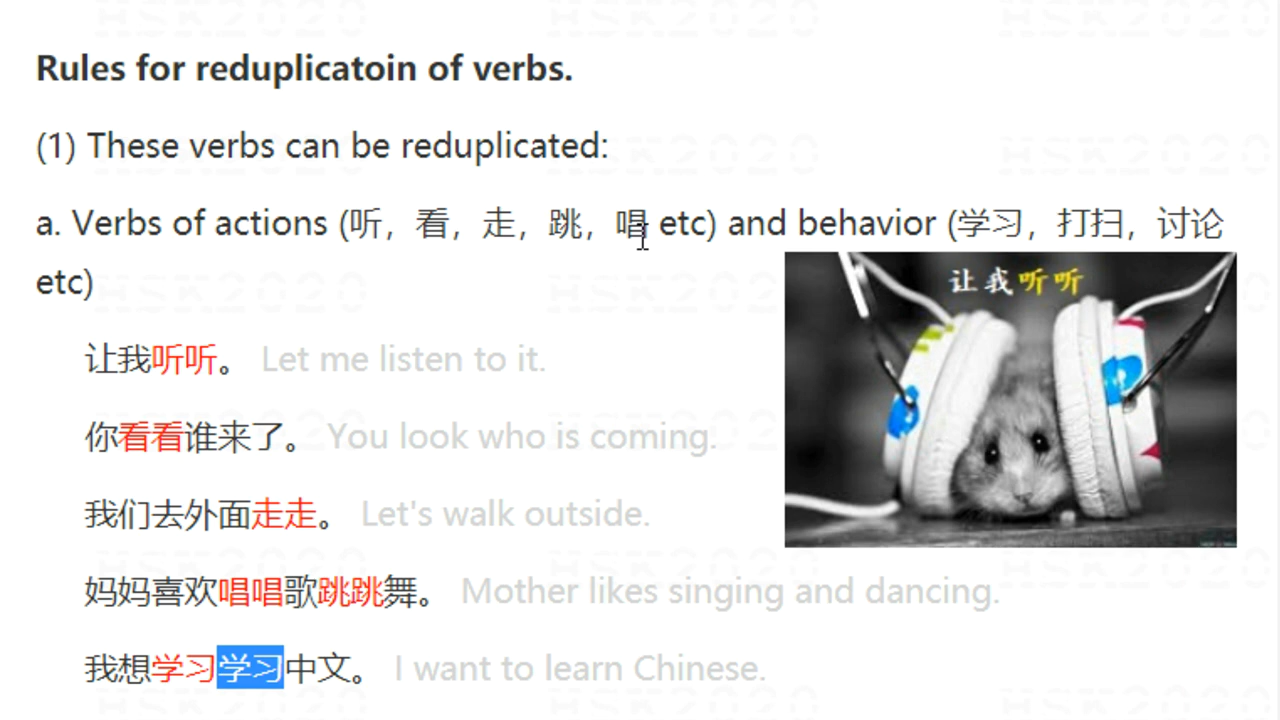 Rules for reduplicatoin of verbs.
(1) These verbs can be reduplicated:
a. Verbs of actions (听，看，走，跳，唱 etc) and behavior (学习，打扫，讨论
etc)
让我听听
让我听听。 Let me listen to it.
你看看谁来了。 You look who is coming.
我们去外面走走。 Let's walk outside.
妈妈喜欢唱唱歌跳跳舞。 Mother likes singing and dancing.
我想学习学习中文。 I want to learn Chinese.
HSK2020